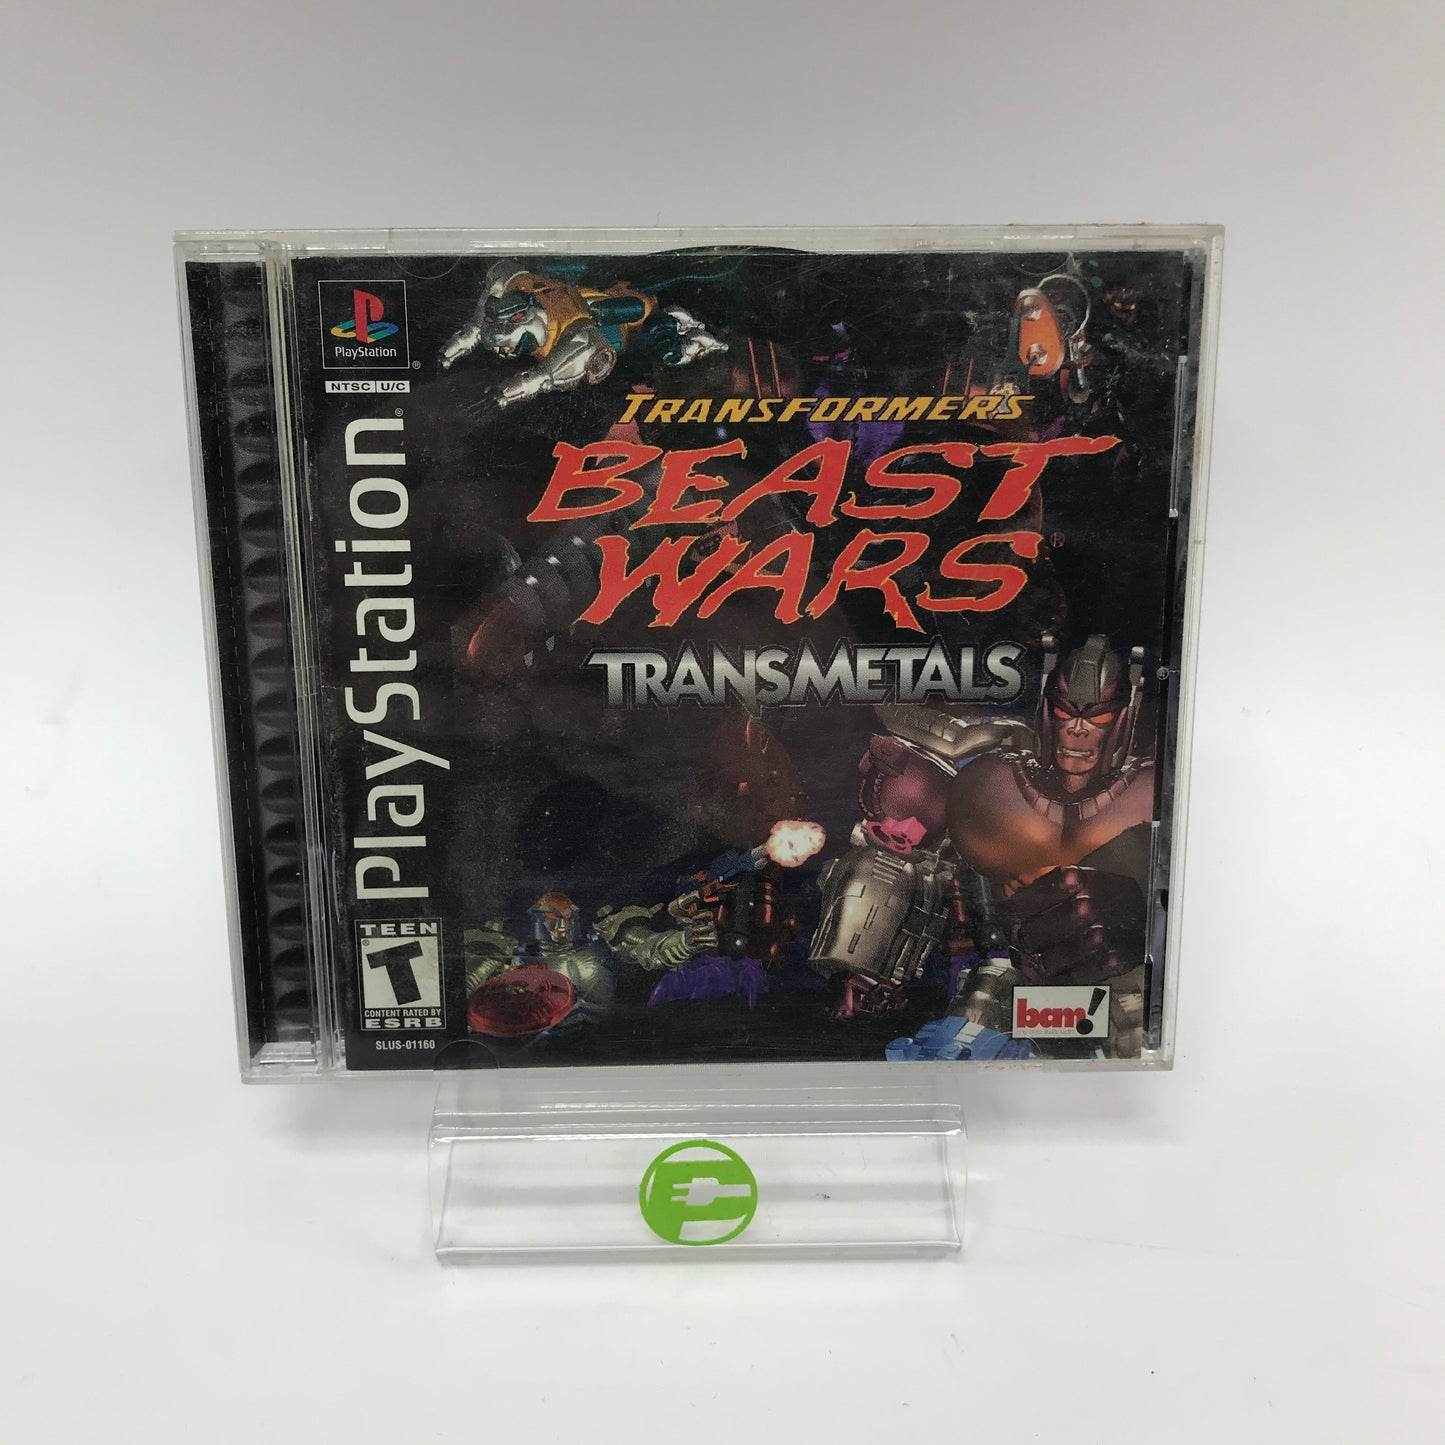 PlayStation
®
NTSC U/C
PlayStation®
TRANSFORMERS
BEAST
WARS®
TRANSMETALS
TEEN
T
®
CONTENT RATED BY
ESRB
SLUS-01160
bam!